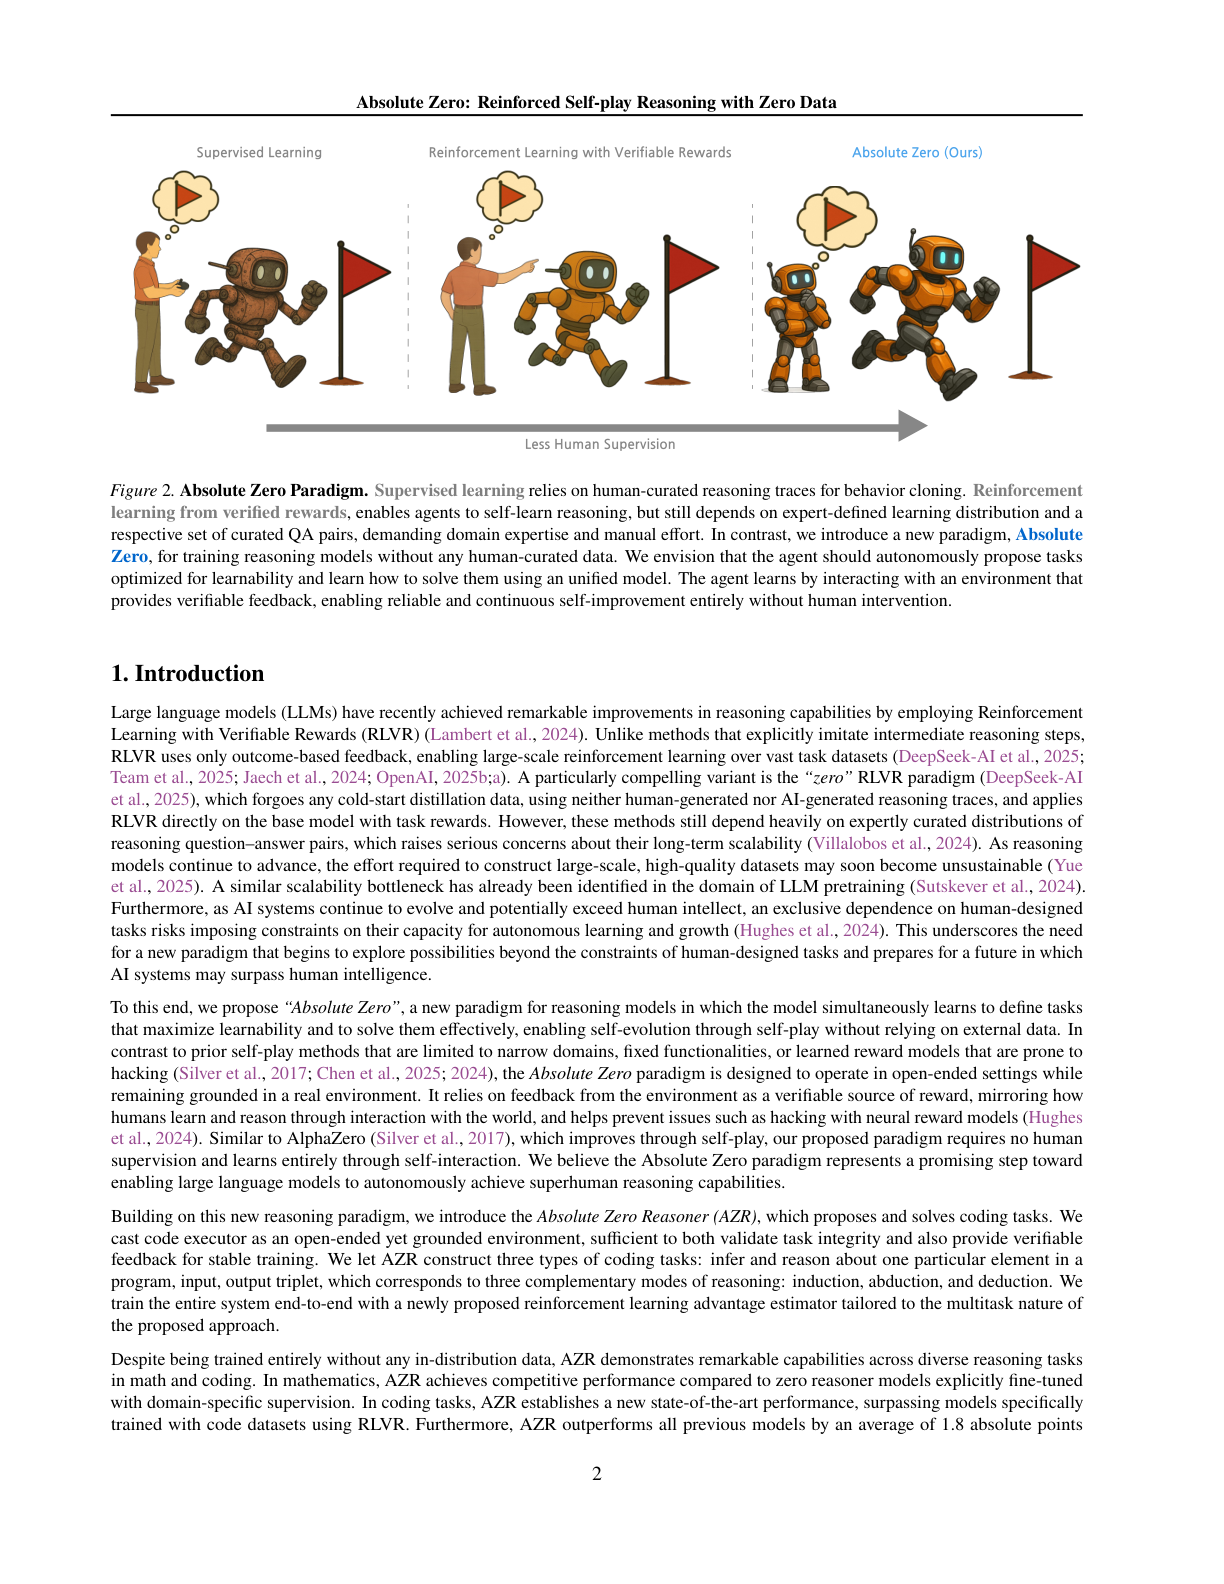 Absolute Zero: Reinforced Self-play Reasoning with Zero Data
Supervised Learning
Reinforcement Learning with Verifiable Rewards
Absolute Zero (Ours)
Less Human Supervision
Figure 2. Absolute Zero Paradigm. Supervised learning relies on human-curated reasoning traces for behavior cloning. Reinforcement
learning from verified rewards, enables agents to self-learn reasoning, but still depends on expert-defined learning distribution and a
respective set of curated QA pairs, demanding domain expertise and manual effort. In contrast, we introduce a new paradigm, Absolute
Zero, for training reasoning models without any human-curated data. We envision that the agent should autonomously propose tasks
optimized for learnability and learn how to solve them using an unified model. The agent learns by interacting with an environment that
provides verifiable feedback, enabling reliable and continuous self-improvement entirely without human intervention.
1. Introduction
Large language models (LLMs) have recently achieved remarkable improvements in reasoning capabilities by employing Reinforcement
Learning with Verifiable Rewards (RLVR) (Lambert et al., 2024). Unlike methods that explicitly imitate intermediate reasoning steps,
RLVR uses only outcome-based feedback, enabling large-scale reinforcement learning over vast task datasets (DeepSeek-AI et al., 2025;
Team et al., 2025; Jaech et al., 2024; OpenAI, 2025b;a). A particularly compelling variant is the “zero” RLVR paradigm (DeepSeek-AI
et al., 2025), which forgoes any cold-start distillation data, using neither human-generated nor AI-generated reasoning traces, and applies
RLVR directly on the base model with task rewards. However, these methods still depend heavily on expertly curated distributions of
reasoning question–answer pairs, which raises serious concerns about their long-term scalability (Villalobos et al., 2024). As reasoning
models continue to advance, the effort required to construct large-scale, high-quality datasets may soon become unsustainable (Yue
et al., 2025). A similar scalability bottleneck has already been identified in the domain of LLM pretraining (Sutskever et al., 2024).
Furthermore, as AI systems continue to evolve and potentially exceed human intellect, an exclusive dependence on human-designed
tasks risks imposing constraints on their capacity for autonomous learning and growth (Hughes et al., 2024). This underscores the need
for a new paradigm that begins to explore possibilities beyond the constraints of human-designed tasks and prepares for a future in which
AI systems may surpass human intelligence.
To this end, we propose “Absolute Zero”, a new paradigm for reasoning models in which the model simultaneously learns to define tasks
that maximize learnability and to solve them effectively, enabling self-evolution through self-play without relying on external data. In
contrast to prior self-play methods that are limited to narrow domains, fixed functionalities, or learned reward models that are prone to
hacking (Silver et al., 2017; Chen et al., 2025; 2024), the Absolute Zero paradigm is designed to operate in open-ended settings while
remaining grounded in a real environment. It relies on feedback from the environment as a verifiable source of reward, mirroring how
humans learn and reason through interaction with the world, and helps prevent issues such as hacking with neural reward models (Hughes
et al., 2024). Similar to AlphaZero (Silver et al., 2017), which improves through self-play, our proposed paradigm requires no human
supervision and learns entirely through self-interaction. We believe the Absolute Zero paradigm represents a promising step toward
enabling large language models to autonomously achieve superhuman reasoning capabilities.
Building on this new reasoning paradigm, we introduce the Absolute Zero Reasoner (AZR), which proposes and solves coding tasks. We
cast code executor as an open-ended yet grounded environment, sufficient to both validate task integrity and also provide verifiable
feedback for stable training. We let AZR construct three types of coding tasks: infer and reason about one particular element in a
program, input, output triplet, which corresponds to three complementary modes of reasoning: induction, abduction, and deduction. We
train the entire system end-to-end with a newly proposed reinforcement learning advantage estimator tailored to the multitask nature of
the proposed approach.
Despite being trained entirely without any in-distribution data, AZR demonstrates remarkable capabilities across diverse reasoning tasks
in math and coding. In mathematics, AZR achieves competitive performance compared to zero reasoner models explicitly fine-tuned
with domain-specific supervision. In coding tasks, AZR establishes a new state-of-the-art performance, surpassing models specifically
trained with code datasets using RLVR. Furthermore, AZR outperforms all previous models by an average of 1.8 absolute points
2